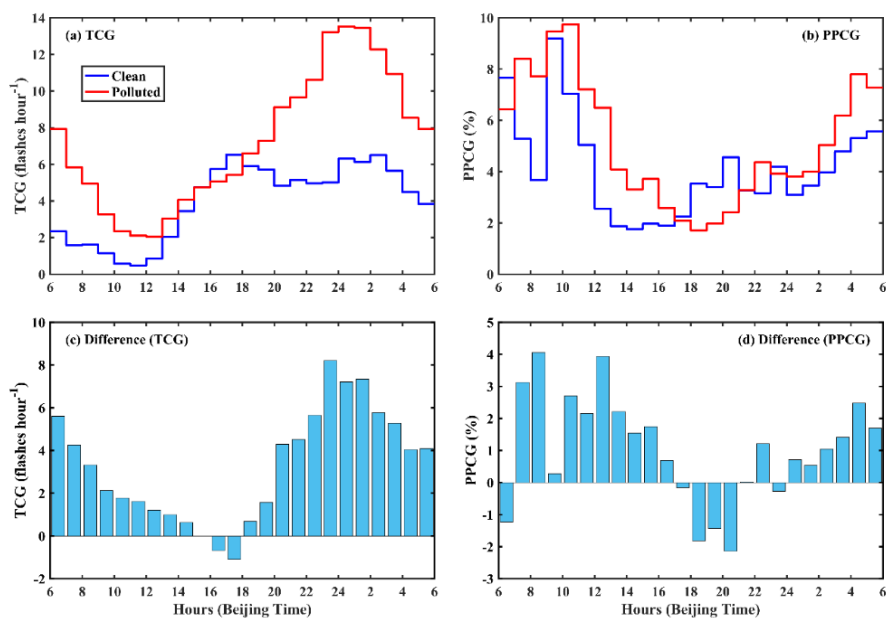 (a) TCG
Clean
Polluted
TCG (flashes hour⁻¹)
14
12
10
8
6
4
2
0
6 8 10 12 14 16 18 20 22 24 2 4 6
(b) PPCG
PPCG (%)
10
8
6
4
2
0
6 8 10 12 14 16 18 20 22 24 2 4 6
(c) Difference (TCG)
TCG (flashes hour⁻¹)
10
8
6
4
2
0
-2
6 8 10 12 14 16 18 20 22 24 2 4 6
Hours (Beijing Time)
(d) Difference (PPCG)
PPCG (%)
5
4
3
2
1
0
-1
-2
-3
6 8 10 12 14 16 18 20 22 24 2 4 6
Hours (Beijing Time)